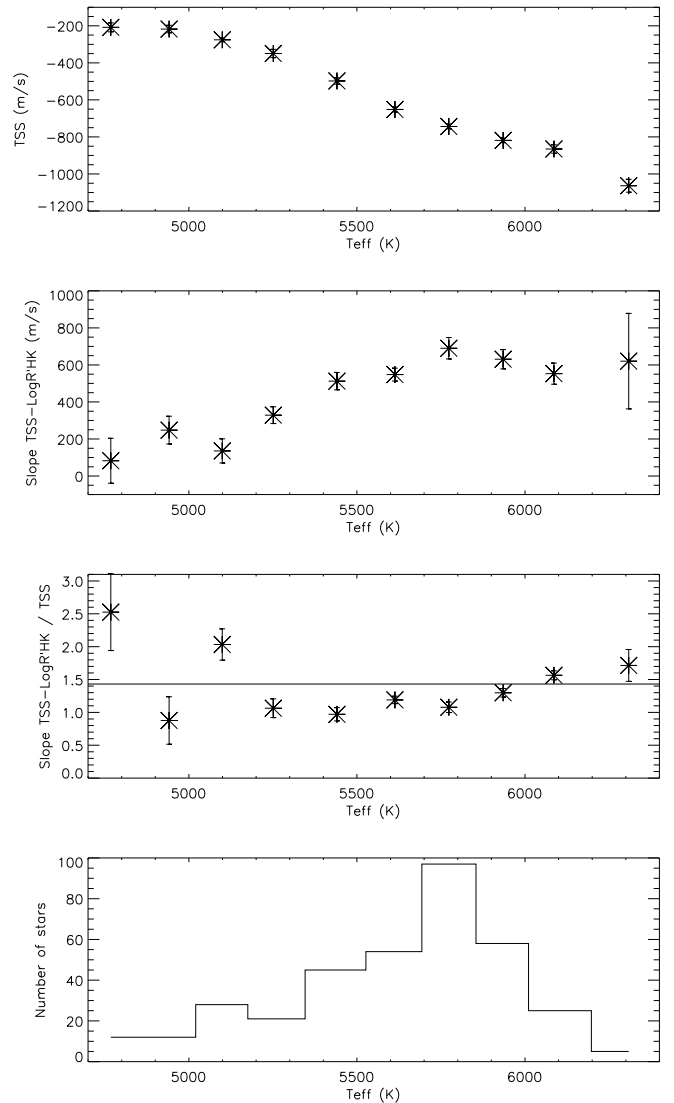 −200
−400
−600
−800
−1000
−1200
TSS (m/s)
5000 5500 6000
Teff (K)
1000
800
600
400
200
0
Slope TSS−LogR'HK (m/s)
5000 5500 6000
Teff (K)
3.0
2.5
2.0
1.5
1.0
0.5
0.0
Slope TSS−LogR'HK / TSS
5000 5500 6000
Teff (K)
100
80
60
40
20
0
Number of stars
5000 5500 6000
Teff (K)